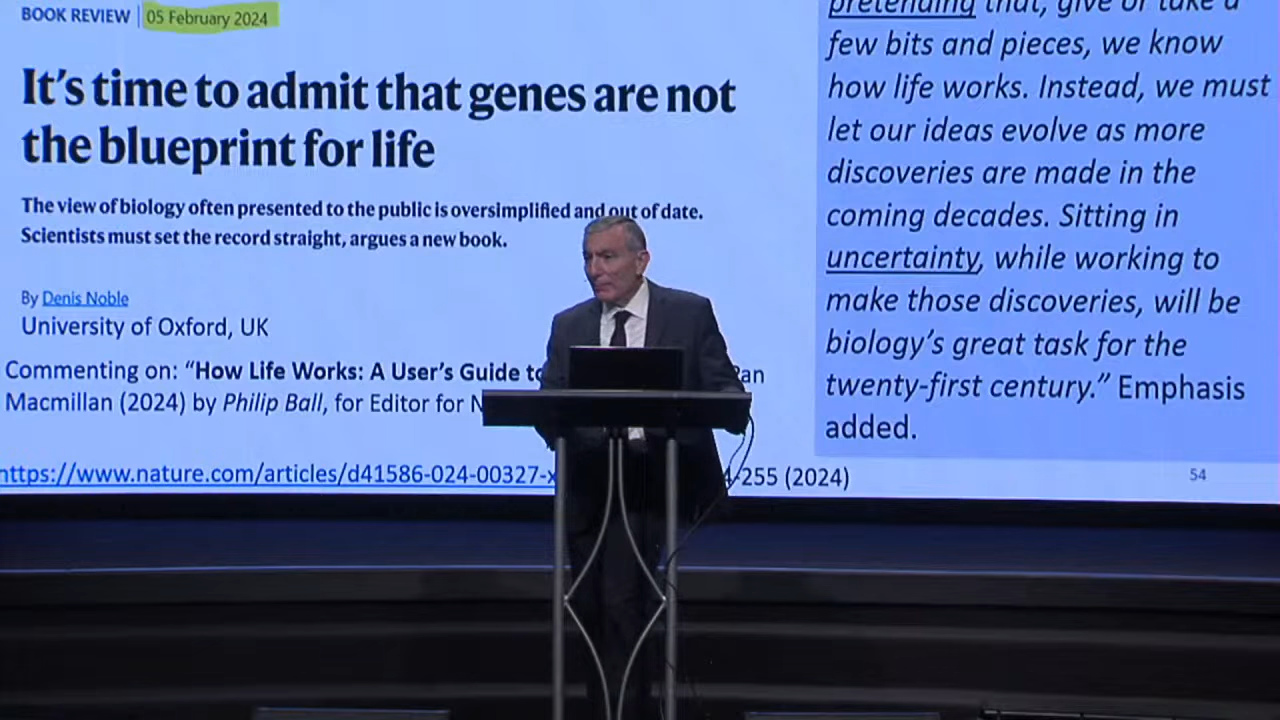 BOOK REVIEW | 05 February 2024
It's time to admit that genes are not
the blueprint for life
The view of biology often presented to the public is oversimplified and out of date.
Scientists must set the record straight, argues a new book.
By Denis Noble
University of Oxford, UK
Commenting on: “How Life Works: A User's Guide to
Macmillan (2024) by Philip Ball, for Editor for
https://www.nature.com/articles/d41586-024-00327-x
-255 (2024)
pretending that, give or take a
few bits and pieces, we know
how life works. Instead, we must
let our ideas evolve as more
discoveries are made in the
coming decades. Sitting in
uncertainty, while working to
make those discoveries, will be
biology's great task for the
twenty-first century.” Emphasis
added.
54